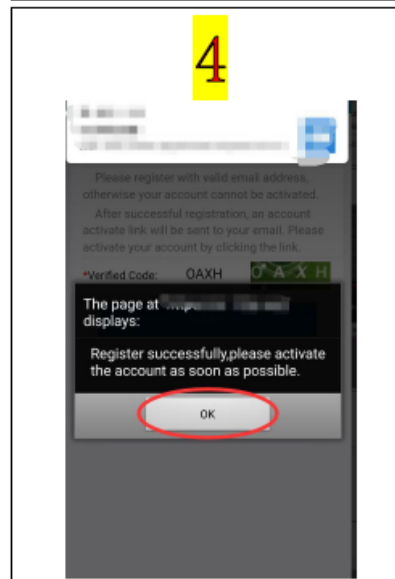 4
Please register with valid email address,
otherwise your account cannot be activated.
After successful registration, an account
activate link will be sent to your email. Please
activate your account by clicking the link.
*Verified Code: OAXH O A X H
The page at
displays:
Register successfully,please activate
the account as soon as possible.
OK